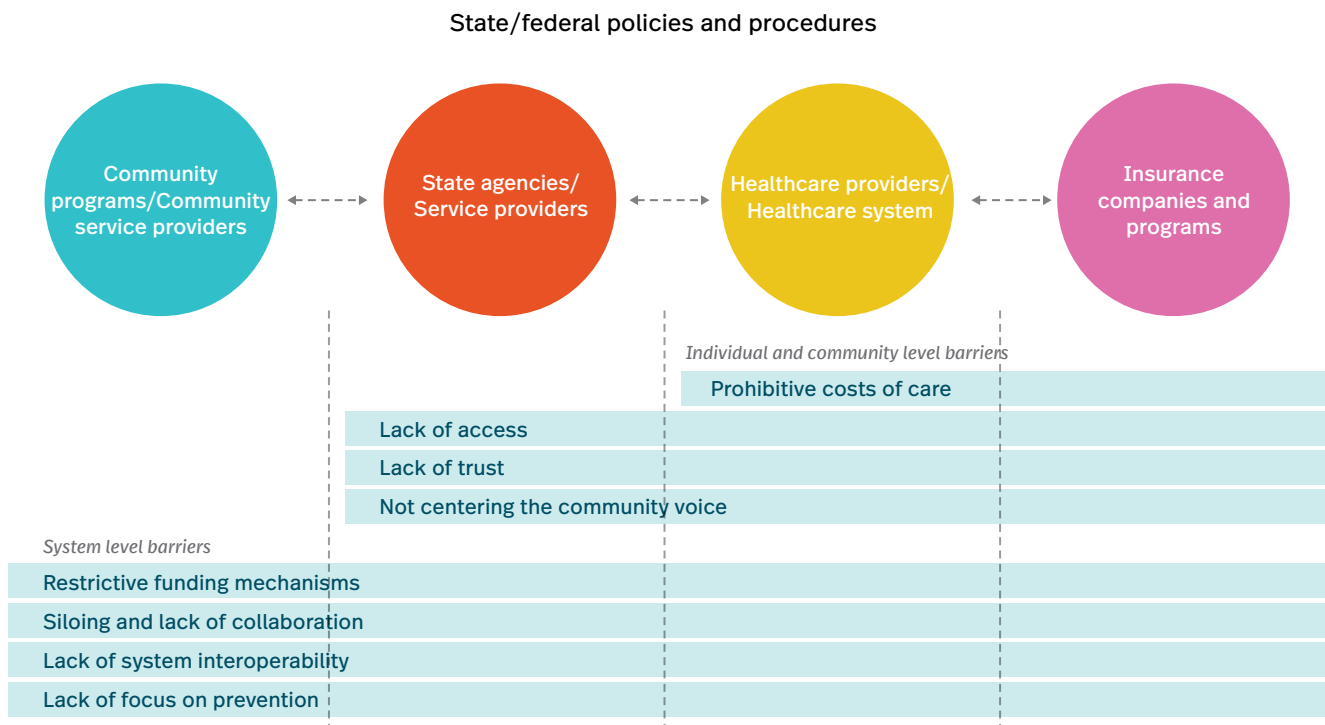 State/federal policies and procedures
Community
programs/Community
service providers
State agencies/
Service providers
Healthcare providers/
Healthcare system
Insurance
companies and
programs
Individual and community level barriers
Prohibitive costs of care
Lack of access
Lack of trust
Not centering the community voice
System level barriers
Restrictive funding mechanisms
Siloing and lack of collaboration
Lack of system interoperability
Lack of focus on prevention